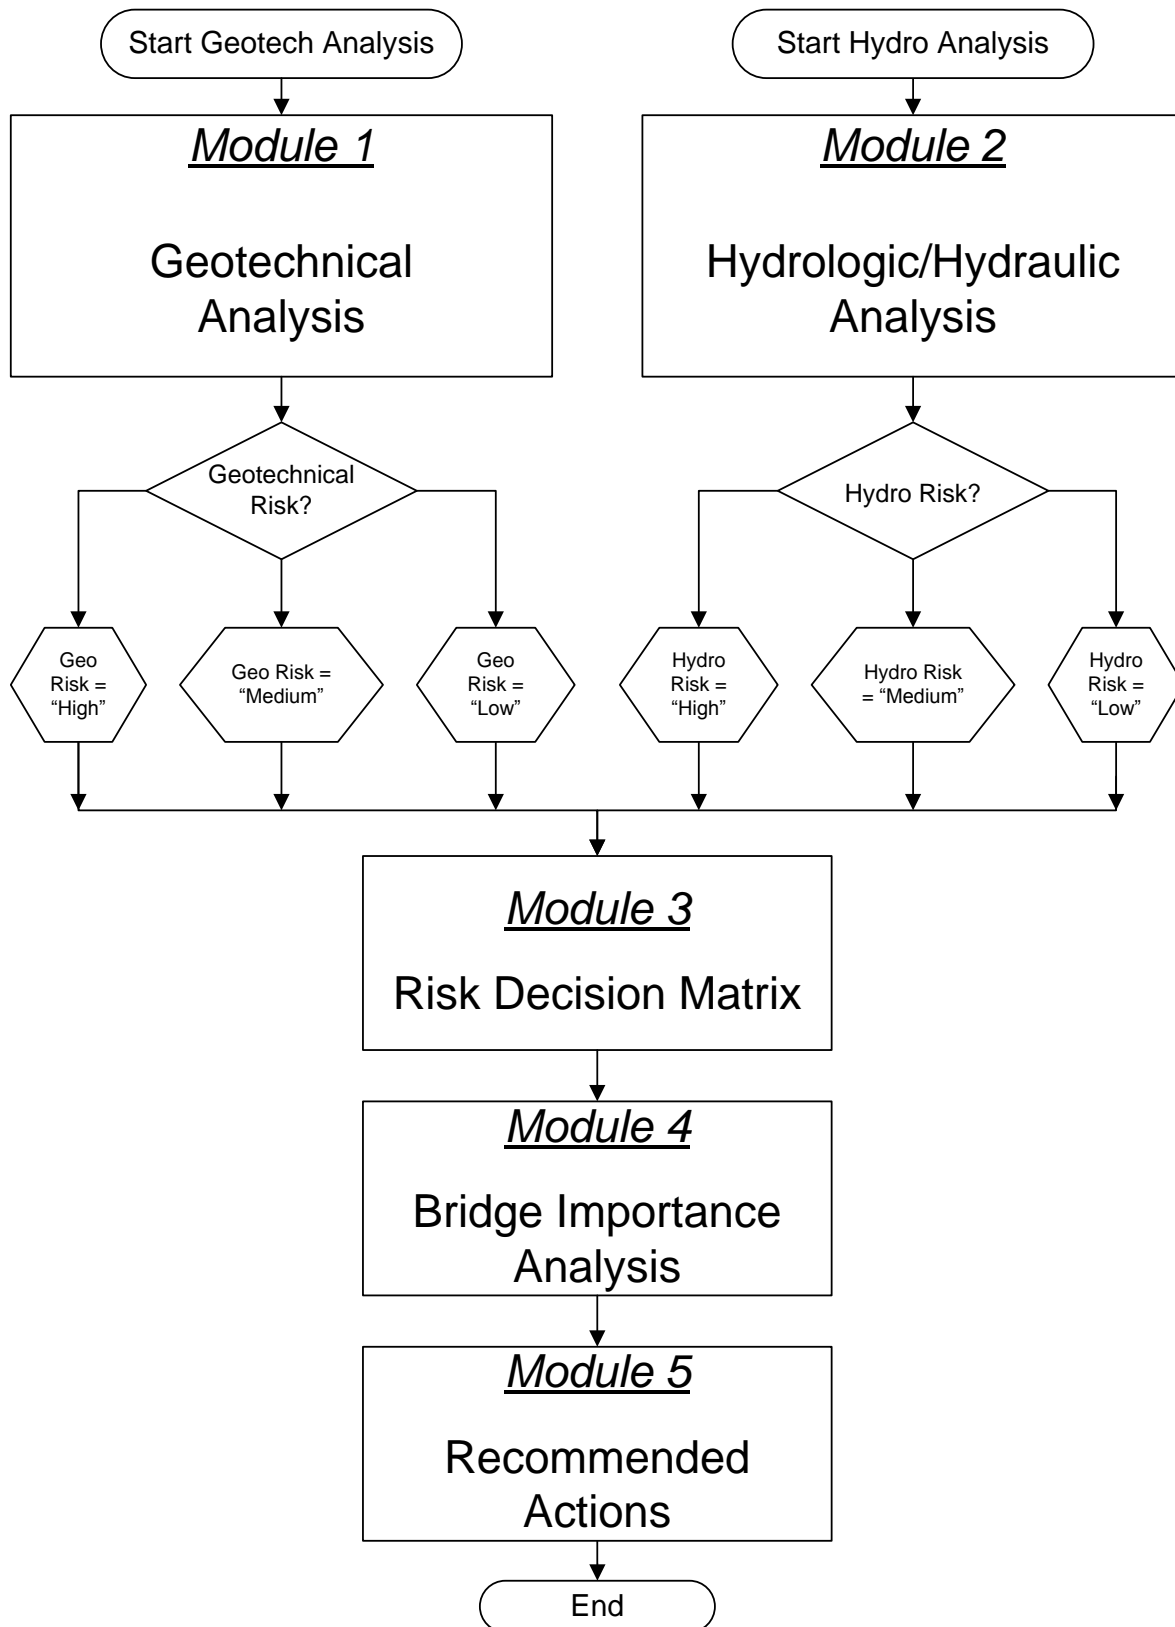 Start Geotech Analysis
Start Hydro Analysis
Module 1
Geotechnical
Analysis
Module 2
Hydrologic/Hydraulic
Analysis
Geotechnical
Risk?
Hydro Risk?
Geo
Risk =
“High”
Geo Risk =
“Medium”
Geo
Risk =
“Low”
Hydro
Risk =
“High”
Hydro Risk
= “Medium”
Hydro
Risk =
“Low”
Module 3
Risk Decision Matrix
Module 4
Bridge Importance
Analysis
Module 5
Recommended
Actions
End